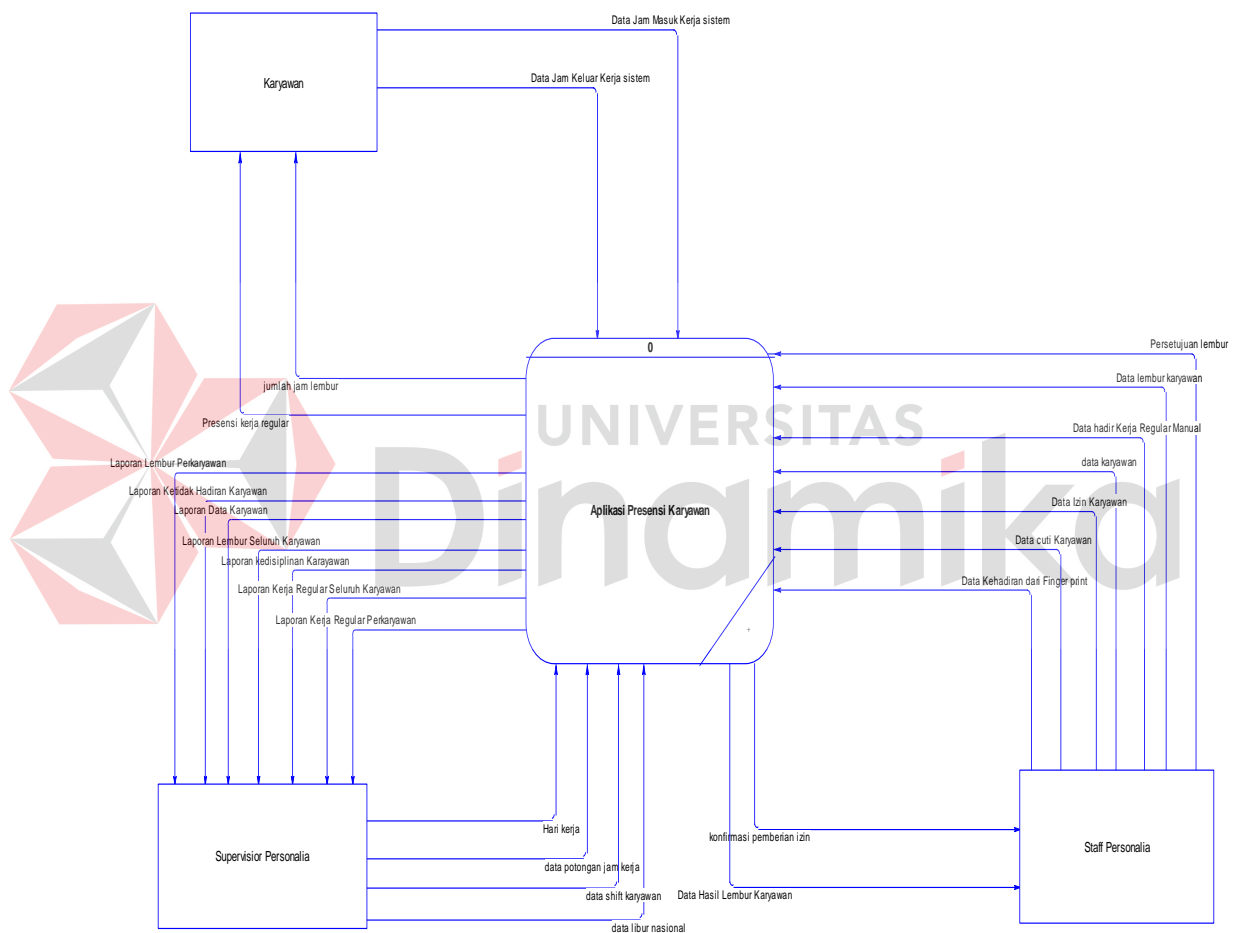 Data Jam Masuk Kerja sistem
Data Jam Keluar Kerja sistem
Karyawan
0
Persetujuan lembur
Data lembur karyawan
jumlah jam lembur
Presensi kerja regular
UNIVERSITAS
Dinamika
Data hadir Kerja Regular Manual
data karyawan
Data Izin Karyawan
Data cuti Karyawan
Data Kehadiran dari Finger print
Aplikasi Presensi Karyawan
Laporan Lembur Perkaryawan
Laporan Ketidak Hadiran Karyawan
Laporan Data Karyawan
Laporan Lembur Seluruh Karyawan
Laporan kedisiplinan Karayawan
Laporan Kerja Regular Seluruh Karyawan
Laporan Kerja Regular Perkaryawan
+
Supervisior Personalia
Hari kerja
data potongan jam kerja
data shift karyawan
data libur nasional
konfirmasi pemberian izin
Data Hasil Lembur Karyawan
Staff Personalia